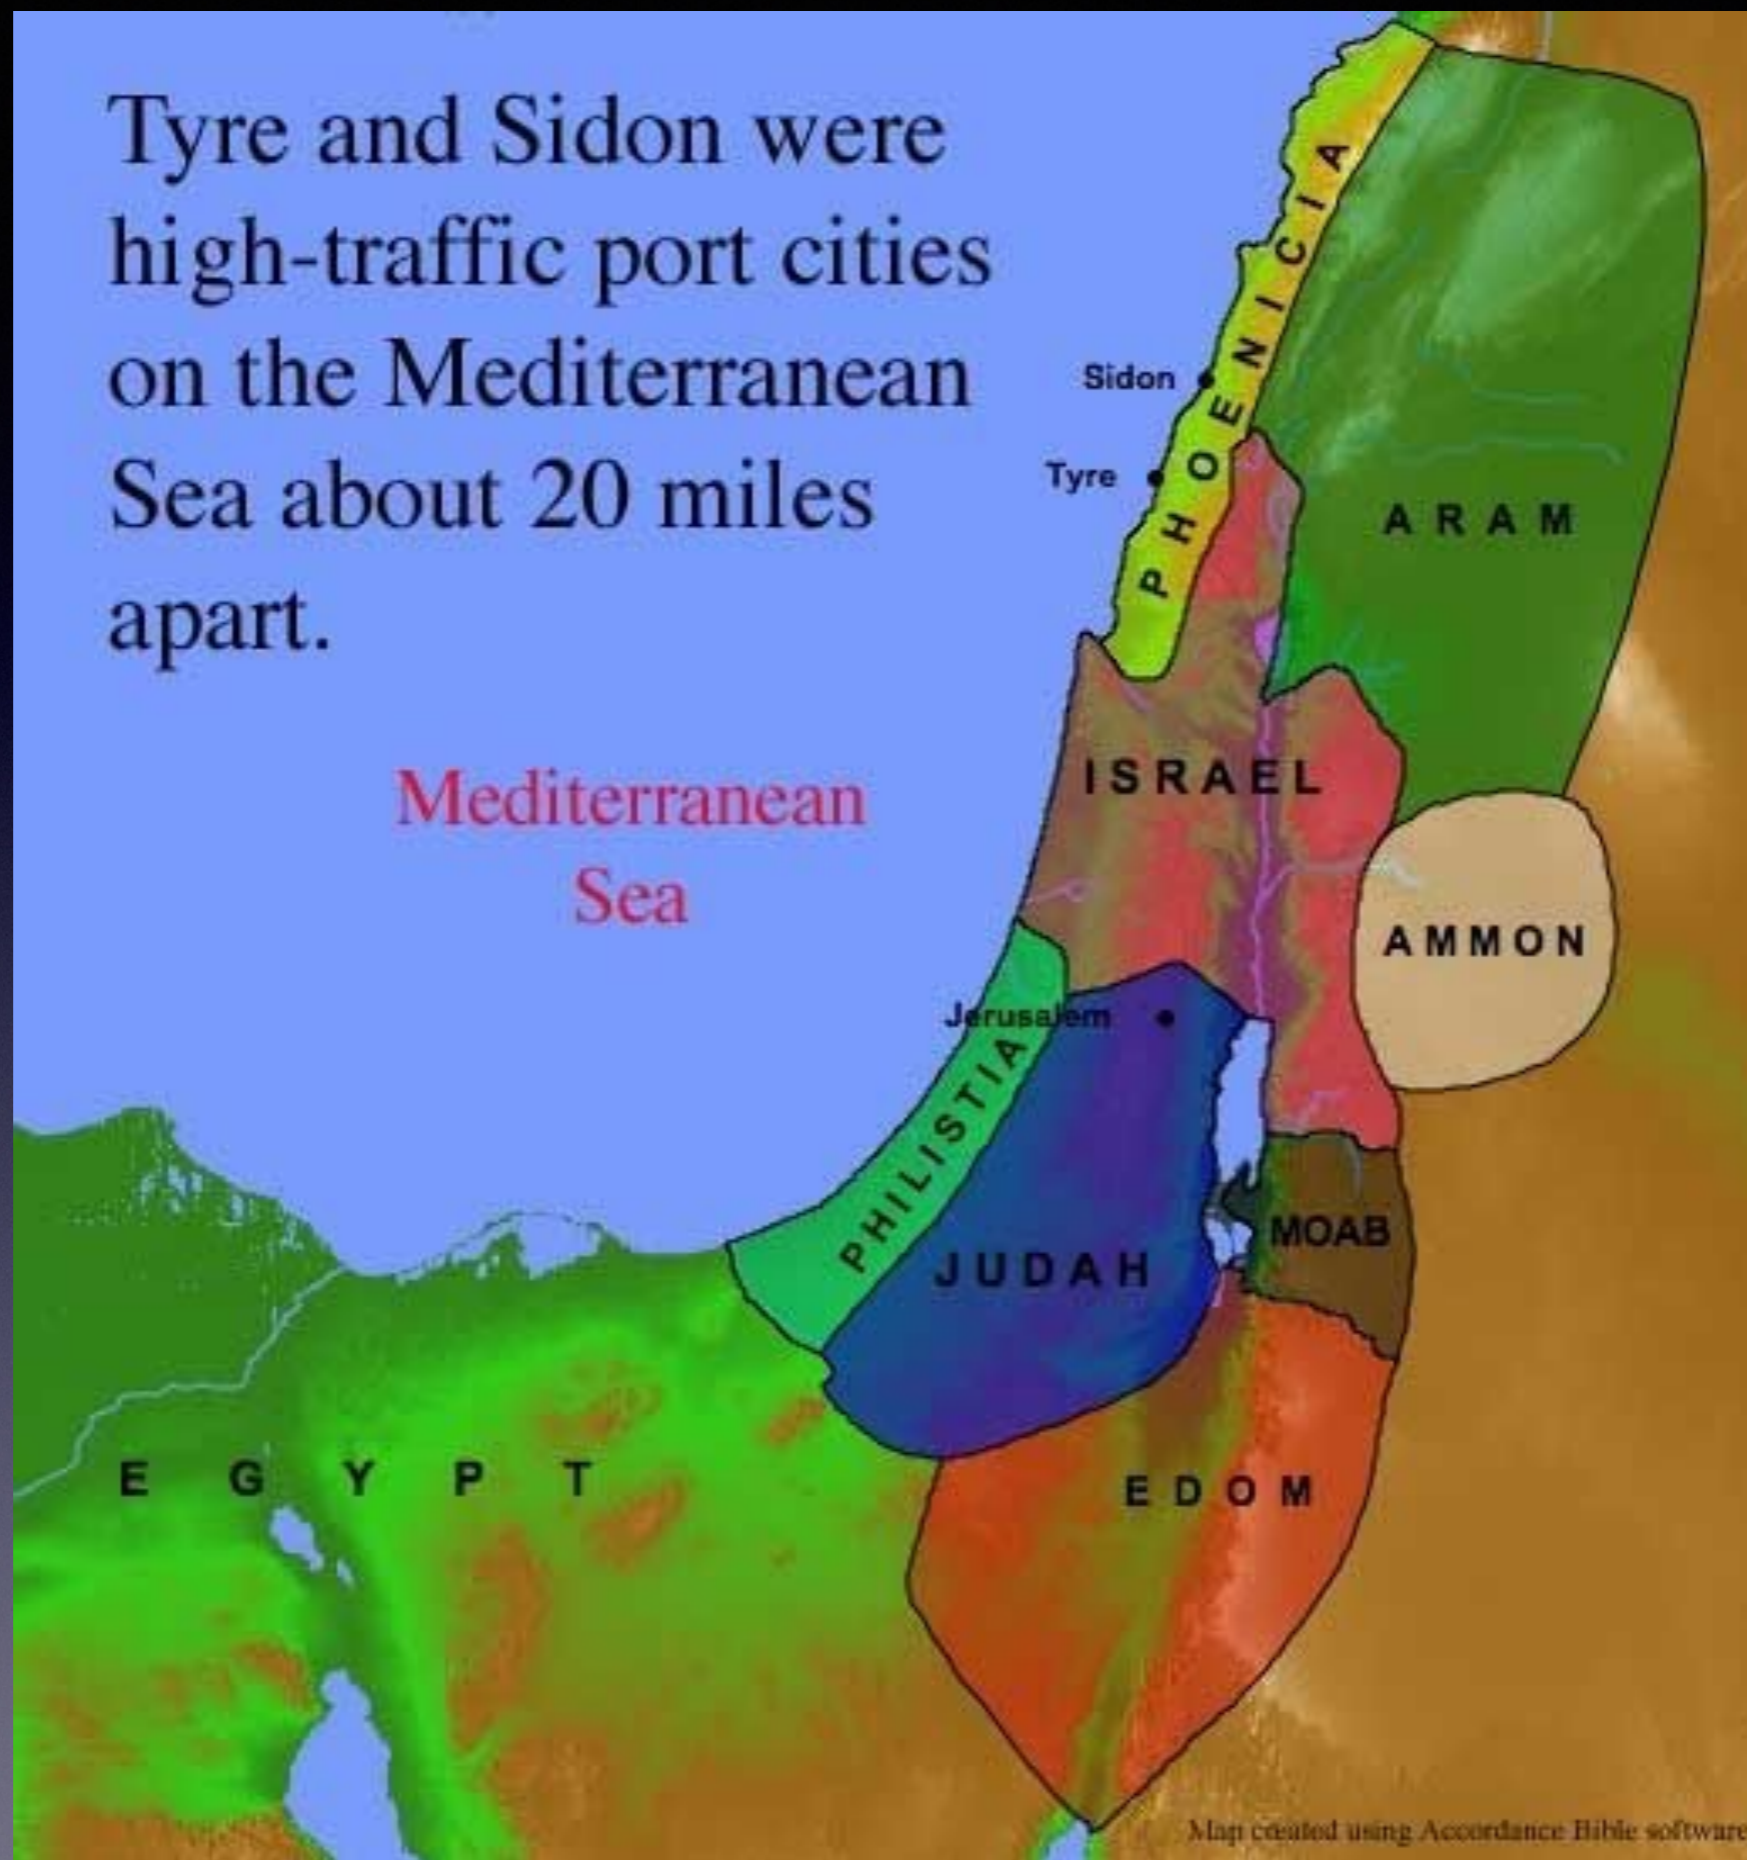 Tyre and Sidon were
high-traffic port cities
on the Mediterranean
Sea about 20 miles
apart.
PHOENICIA
Sidon
Tyre
ARAM
ISRAEL
Mediterranean
Sea
AMMON
Jerusalem
PHILISTIA
MOAB
JUDAH
EGYPT
EDOM
Map created using Accordance Bible software